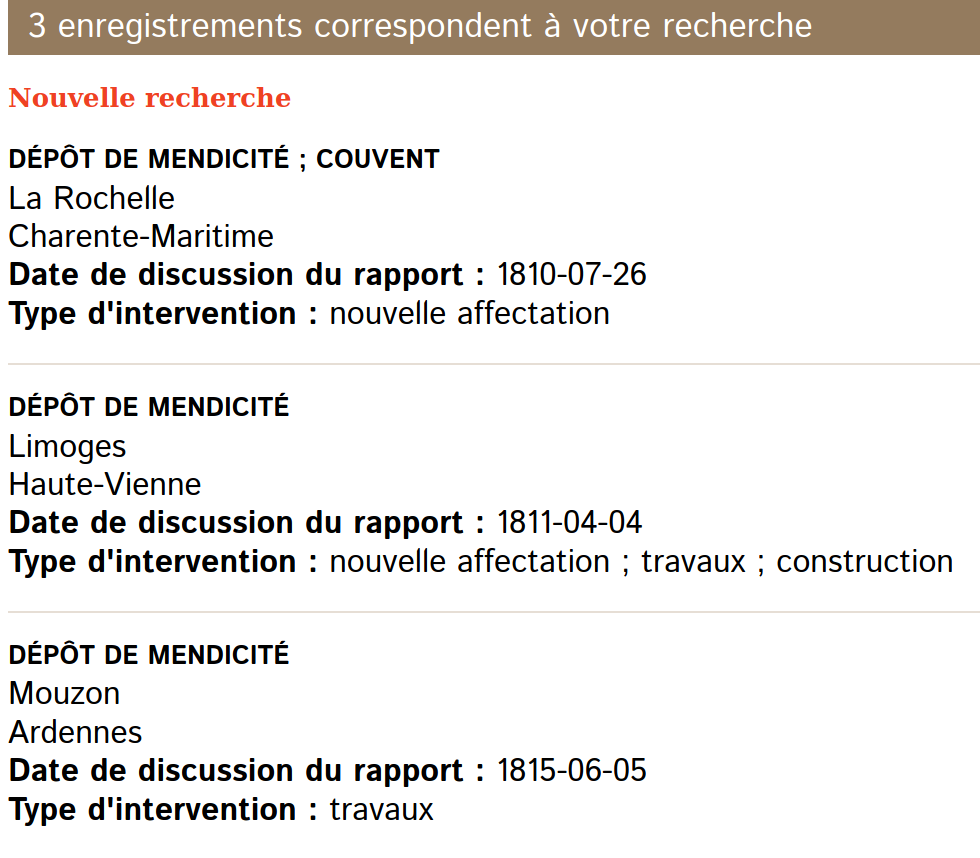 3 enregistrements correspondent à votre recherche
Nouvelle recherche
DÉPÔT DE MENDICITÉ ; COUVENT
La Rochelle
Charente-Maritime
Date de discussion du rapport : 1810-07-26
Type d'intervention : nouvelle affectation
DÉPÔT DE MENDICITÉ
Limoges
Haute-Vienne
Date de discussion du rapport : 1811-04-04
Type d'intervention : nouvelle affectation ; travaux ; construction
DÉPÔT DE MENDICITÉ
Mouzon
Ardennes
Date de discussion du rapport : 1815-06-05
Type d'intervention : travaux